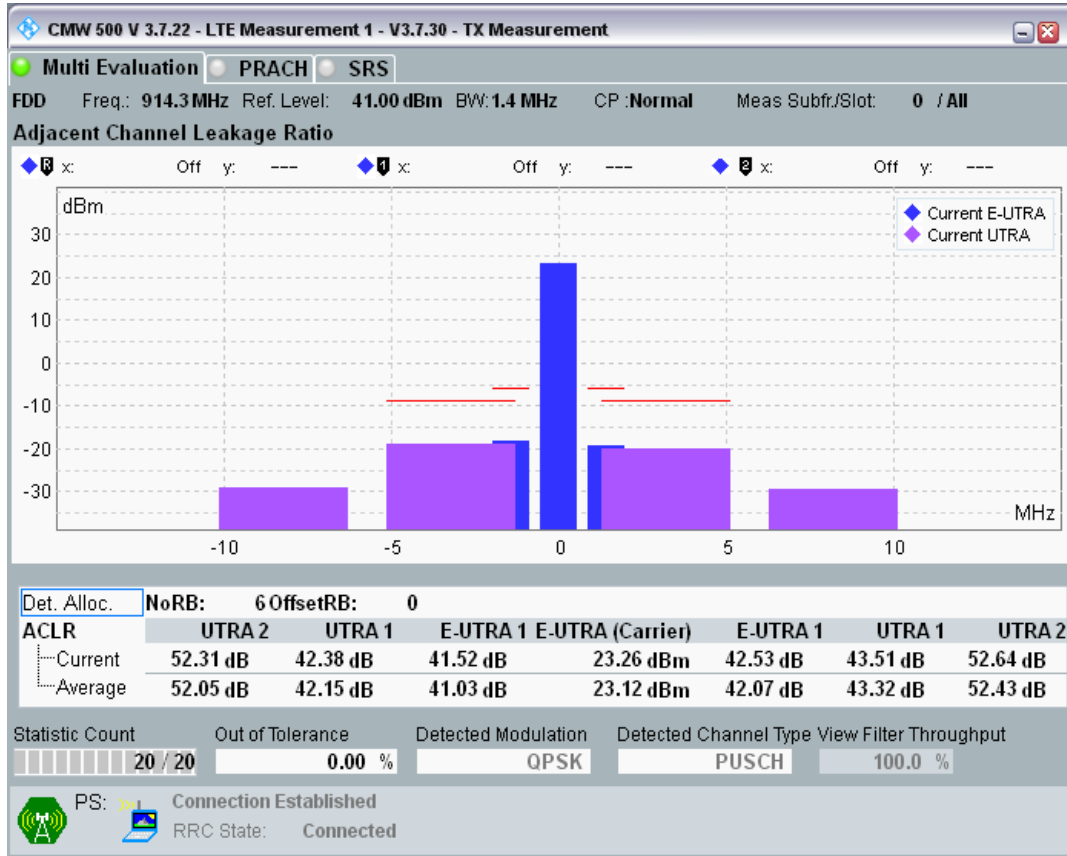 CMW 500 V 3.7.22 - LTE Measurement 1 - V3.7.30 - TX Measurement
Multi Evaluation PRACH SRS
FDD Freq.: 914.3 MHz Ref. Level: 41.00 dBm BW: 1.4 MHz CP :Normal Meas Subfr./Slot: 0 / All
Adjacent Channel Leakage Ratio
R x: Off y: --- 1 x: Off y: --- 2 x: Off y: ---
dBm
Current E-UTRA
Current UTRA
30
20
10
0
-10
-20
-30
MHz
-10 -5 0 5 10
Det. Alloc. NoRB: 6 OffsetRB: 0
ACLR UTRA 2 UTRA 1 E-UTRA 1 E-UTRA (Carrier) E-UTRA 1 UTRA 1 UTRA 2
Current 52.31 dB 42.38 dB 41.52 dB 23.26 dBm 42.53 dB 43.51 dB 52.64 dB
Average 52.05 dB 42.15 dB 41.03 dB 23.12 dBm 42.07 dB 43.32 dB 52.43 dB
Statistic Count Out of Tolerance Detected Modulation Detected Channel Type View Filter Throughput
20 / 20 0.00 % QPSK PUSCH 100.0 %
PS: Connection Established
RRC State: Connected